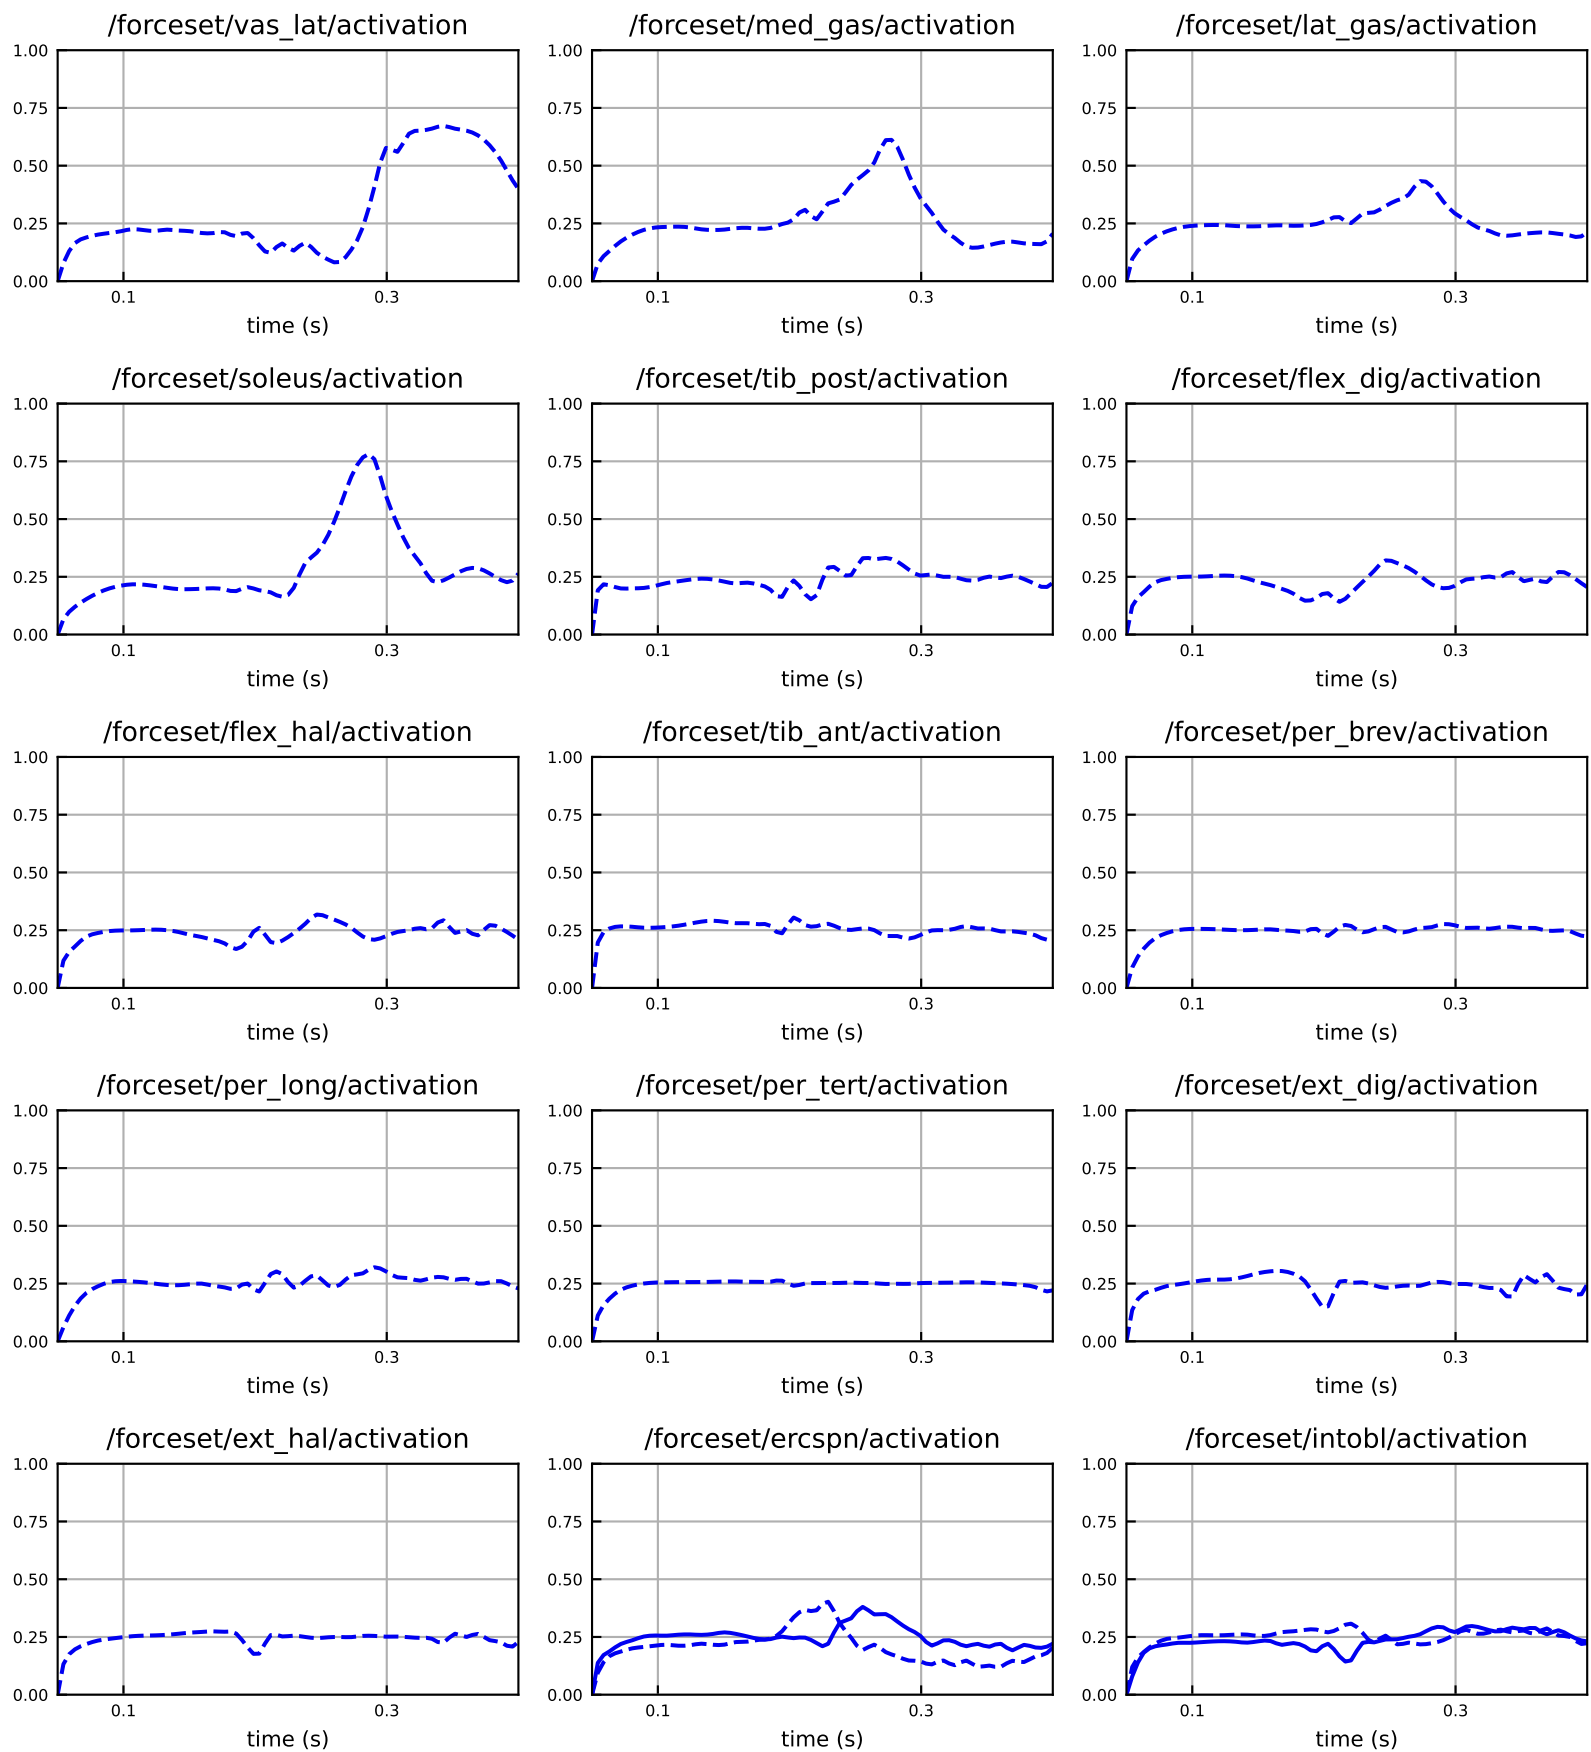 /forceset/vas_lat/activation /forceset/med_gas/activation /forceset/lat_gas/activation
1.00 1.00 1.00
0.75 0.75 0.75
0.50 0.50 0.50
0.25 0.25 0.25
0.00 0.00 0.00
0.1 0.3 0.1 0.3 0.1 0.3
time (s) time (s) time (s)
/forceset/soleus/activation /forceset/tib_post/activation /forceset/flex_dig/activation
1.00 1.00 1.00
0.75 0.75 0.75
0.50 0.50 0.50
0.25 0.25 0.25
0.00 0.00 0.00
0.1 0.3 0.1 0.3 0.1 0.3
time (s) time (s) time (s)
/forceset/flex_hal/activation /forceset/tib_ant/activation /forceset/per_brev/activation
1.00 1.00 1.00
0.75 0.75 0.75
0.50 0.50 0.50
0.25 0.25 0.25
0.00 0.00 0.00
0.1 0.3 0.1 0.3 0.1 0.3
time (s) time (s) time (s)
/forceset/per_long/activation /forceset/per_tert/activation /forceset/ext_dig/activation
1.00 1.00 1.00
0.75 0.75 0.75
0.50 0.50 0.50
0.25 0.25 0.25
0.00 0.00 0.00
0.1 0.3 0.1 0.3 0.1 0.3
time (s) time (s) time (s)
/forceset/ext_hal/activation /forceset/ercspn/activation /forceset/intobl/activation
1.00 1.00 1.00
0.75 0.75 0.75
0.50 0.50 0.50
0.25 0.25 0.25
0.00 0.00 0.00
0.1 0.3 0.1 0.3 0.1 0.3
time (s) time (s) time (s)